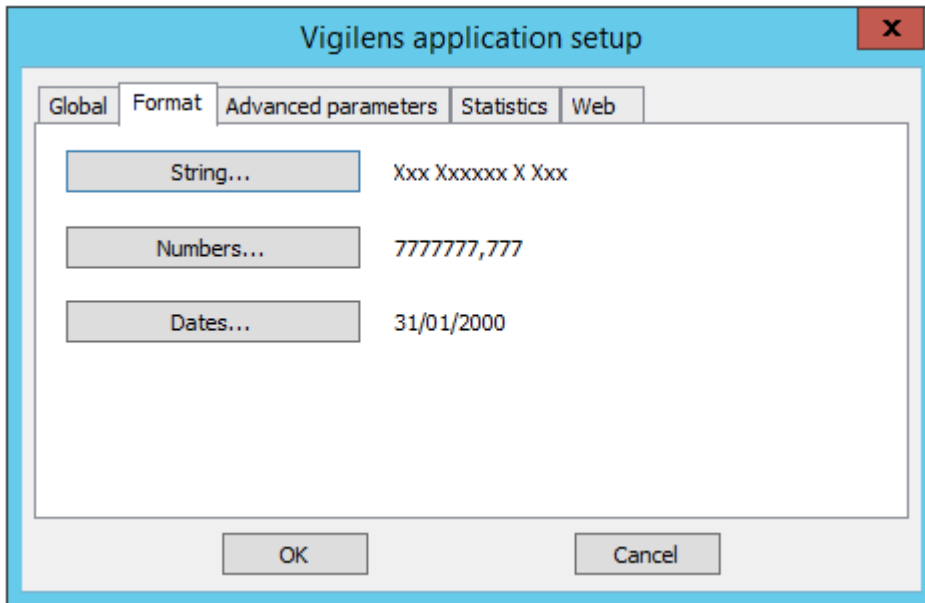 Vigilens application setup
x
Global Format Advanced parameters Statistics Web
String... Xxx Xxxxxx X Xxx
Numbers... 7777777,777
Dates... 31/01/2000
OK Cancel